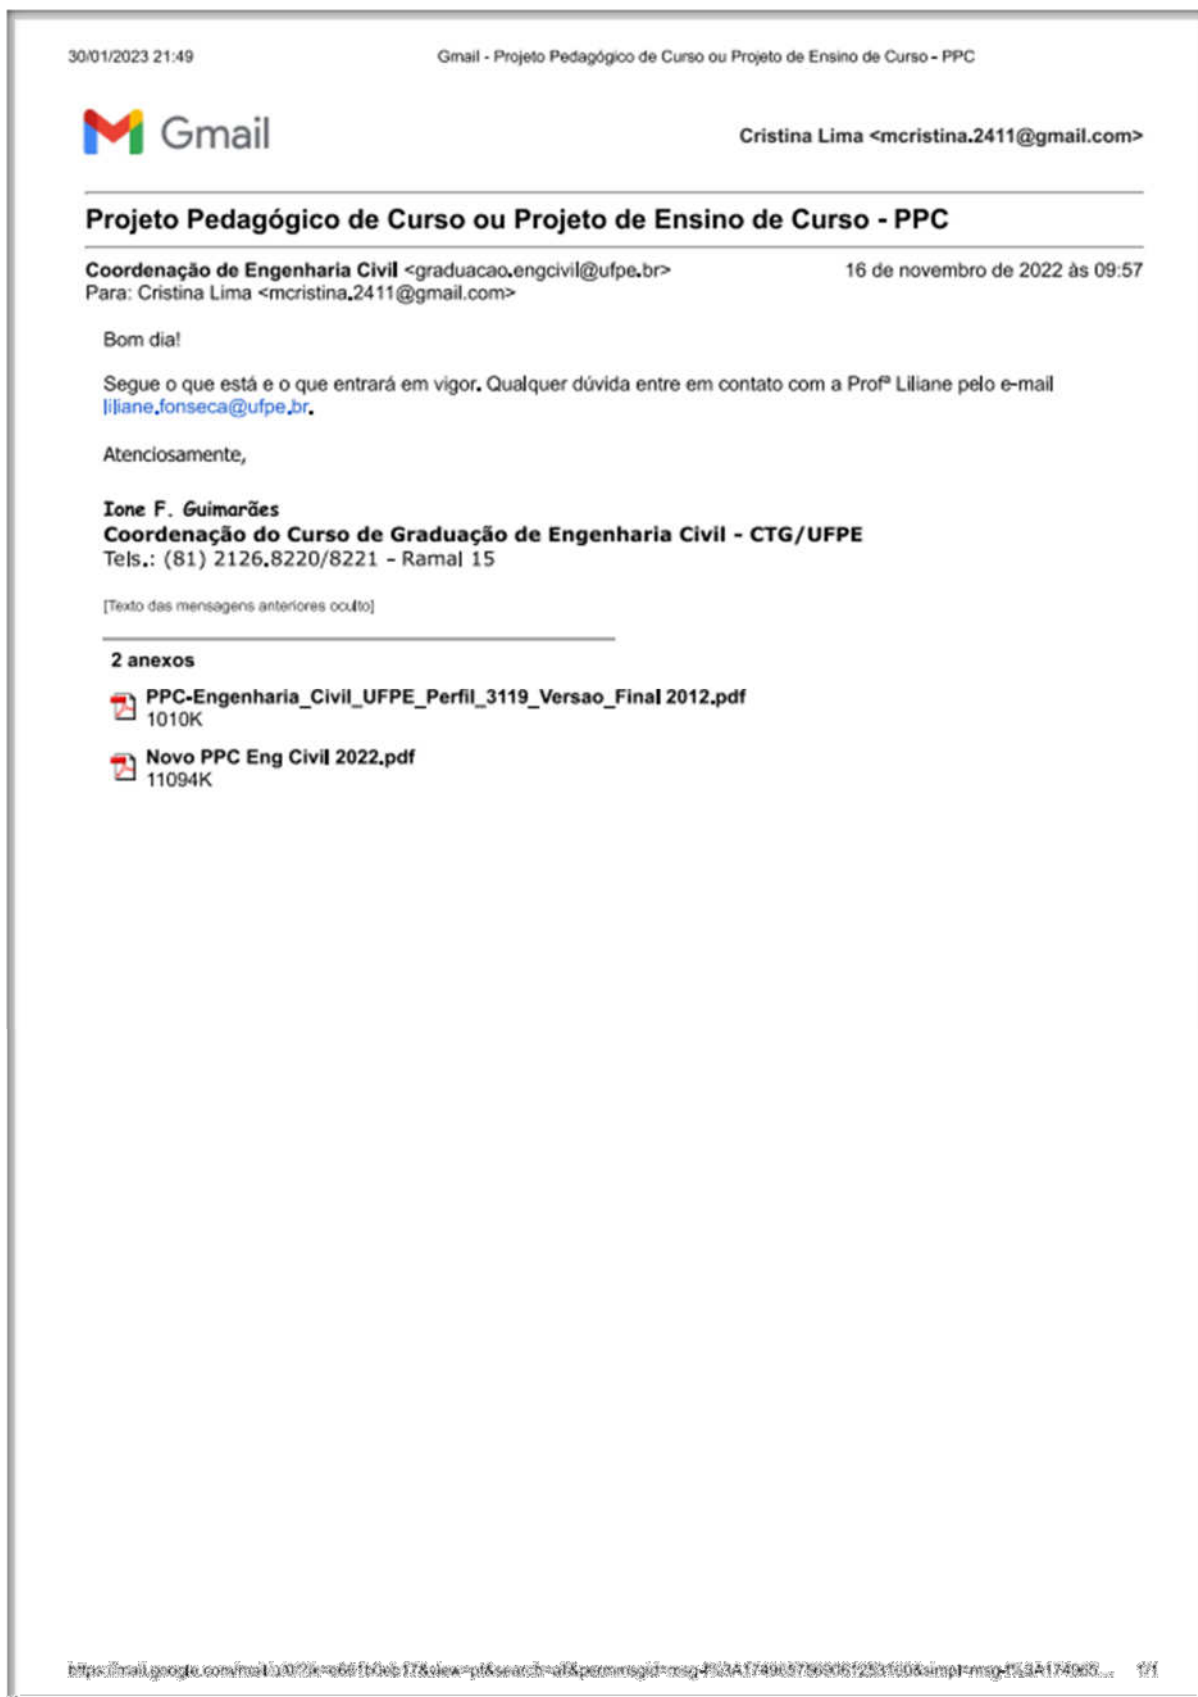 30/01/2023 21:49
Gmail - Projeto Pedagógico de Curso ou Projeto de Ensino de Curso - PPC
Gmail
Cristina Lima <mcristina.2411@gmail.com>
Projeto Pedagógico de Curso ou Projeto de Ensino de Curso - PPC
Coordenação de Engenharia Civil <graduacao.engcivil@ufpe.br>
16 de novembro de 2022 às 09:57
Para: Cristina Lima <mcristina.2411@gmail.com>
Bom dia!
Segue o que está e o que entrará em vigor. Qualquer dúvida entre em contato com a Profª Liliane pelo e-mail
liliane.fonseca@ufpe.br.
Atenciosamente,
Ione F. Guimarães
Coordenação do Curso de Graduação de Engenharia Civil - CTG/UFPE
Tels.: (81) 2126.8220/8221 - Ramal 15
[Texto das mensagens anteriores oculto]
2 anexos
PPC-Engenharia_Civil_UFPE_Perfil_3119_Versao_Final 2012.pdf
1010K
Novo PPC Eng Civil 2022.pdf
11094K
1/1